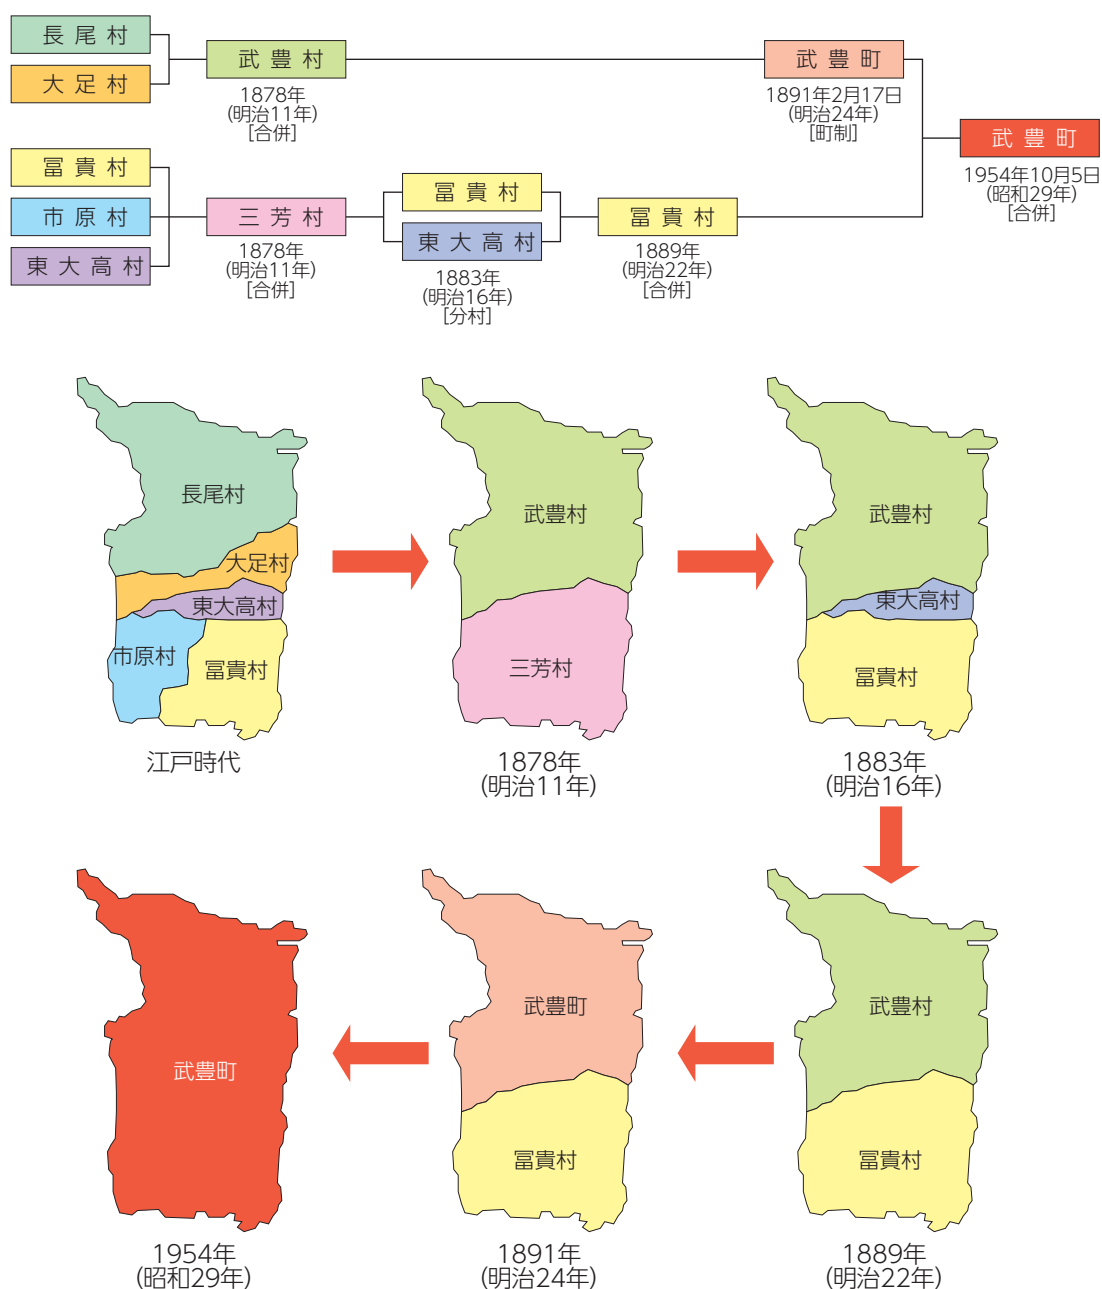 長尾村
大足村
武豊村
1878年
(明治11年)
[合併]
武豊町
1891年2月17日
(明治24年)
[町制]
武豊町
1954年10月5日
(昭和29年)
[合併]
冨貴村
市原村
東大高村
三芳村
1878年
(明治11年)
[合併]
冨貴村
東大高村
1883年
(明治16年)
[分村]
冨貴村
1889年
(明治22年)
[合併]
長尾村
大足村
東大高村
市原村
冨貴村
江戸時代
武豊村
三芳村
1878年
(明治11年)
武豊村
東大高村
冨貴村
1883年
(明治16年)
武豊町
1954年
(昭和29年)
武豊町
冨貴村
1891年
(明治24年)
武豊村
冨貴村
1889年
(明治22年)